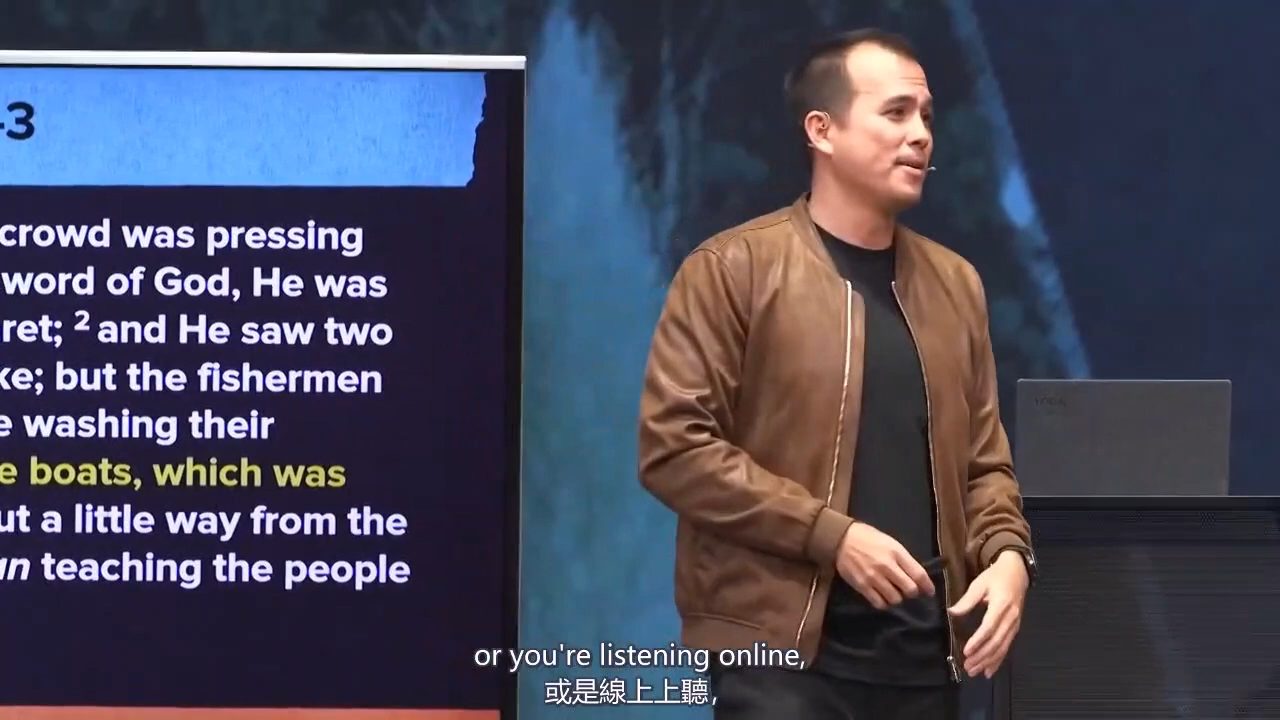 -3
crowd was pressing
word of God, He was
ret; ² and He saw two
ke; but the fishermen
e washing their
e boats, which was
ut a little way from the
un teaching the people
or you're listening online,
或是線上上聽,